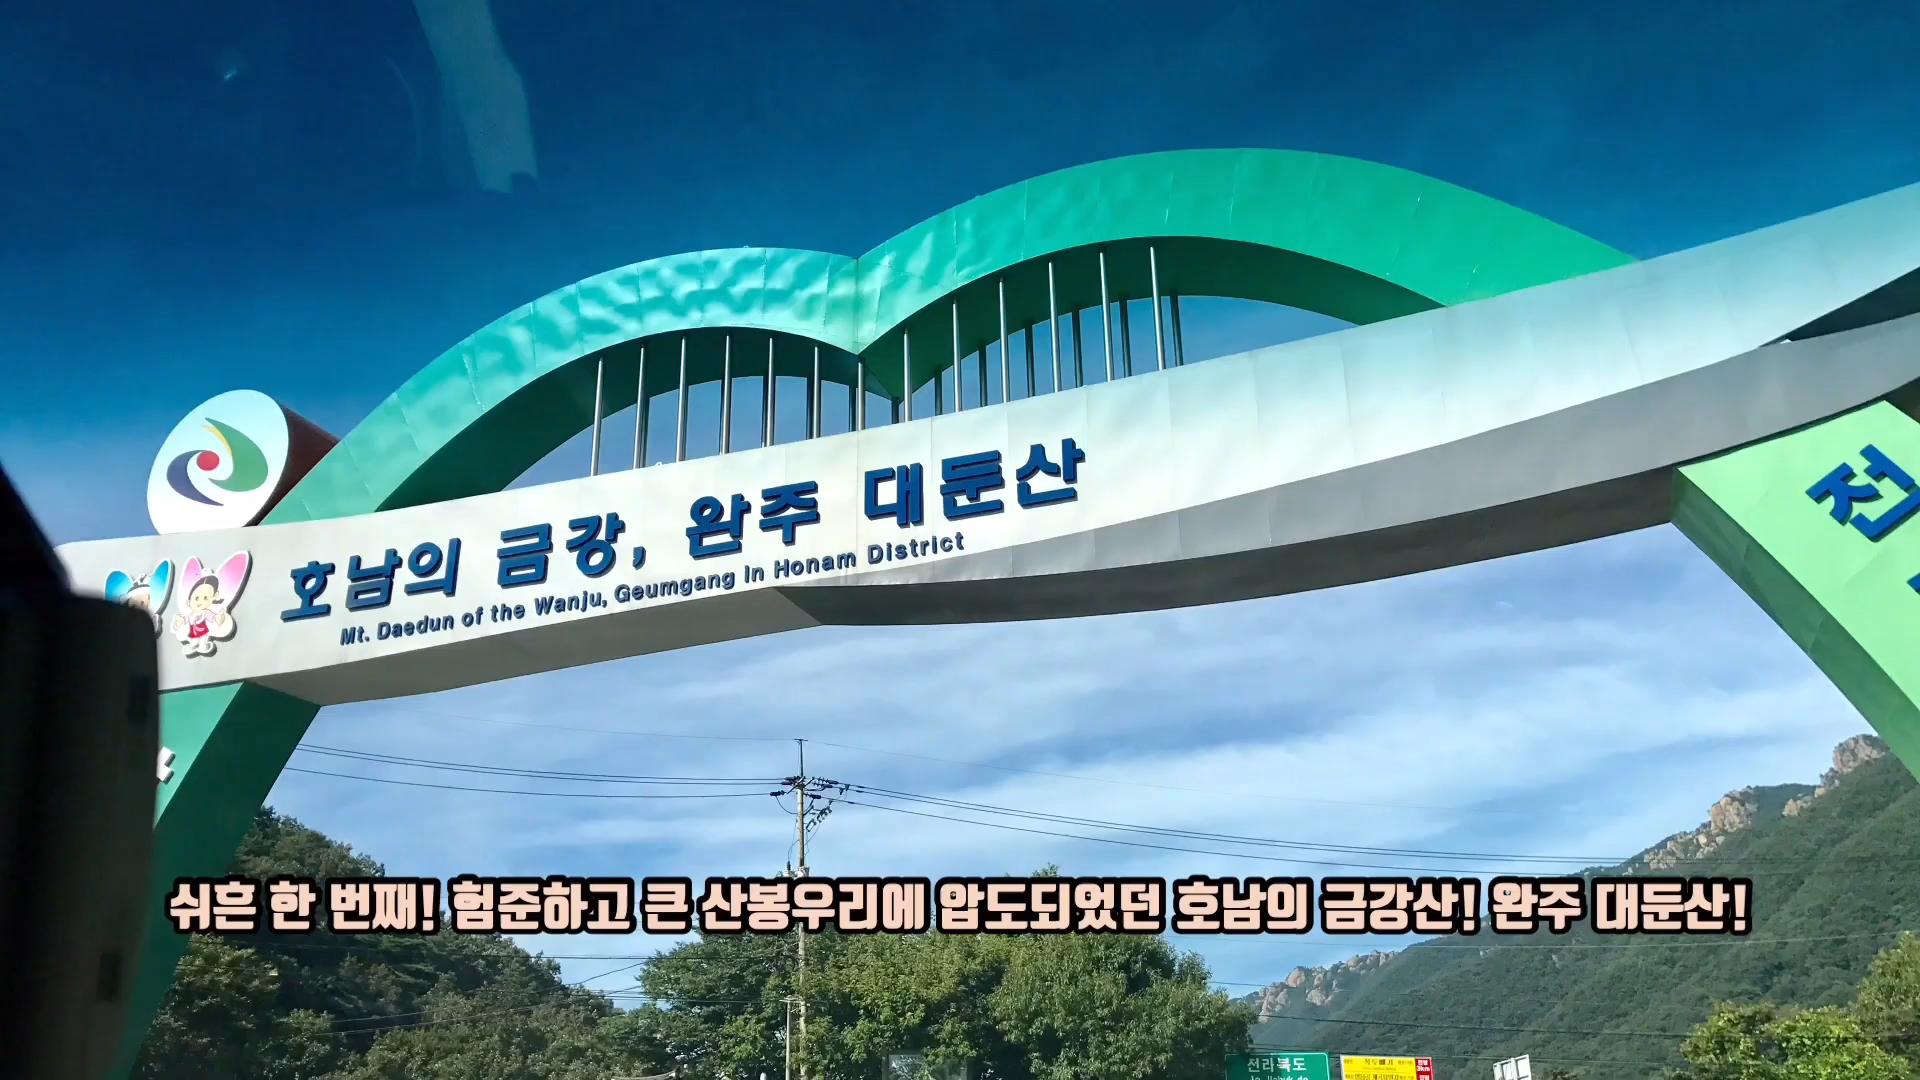 호남의 금강, 완주 대둔산
Mt. Daedun of the Wanju, Geumgang in Honam District
전
쉬흔 한 번째! 험준하고 큰 산봉우리에 압도되었던 호남의 금강산! 완주 대둔산!
전라북도